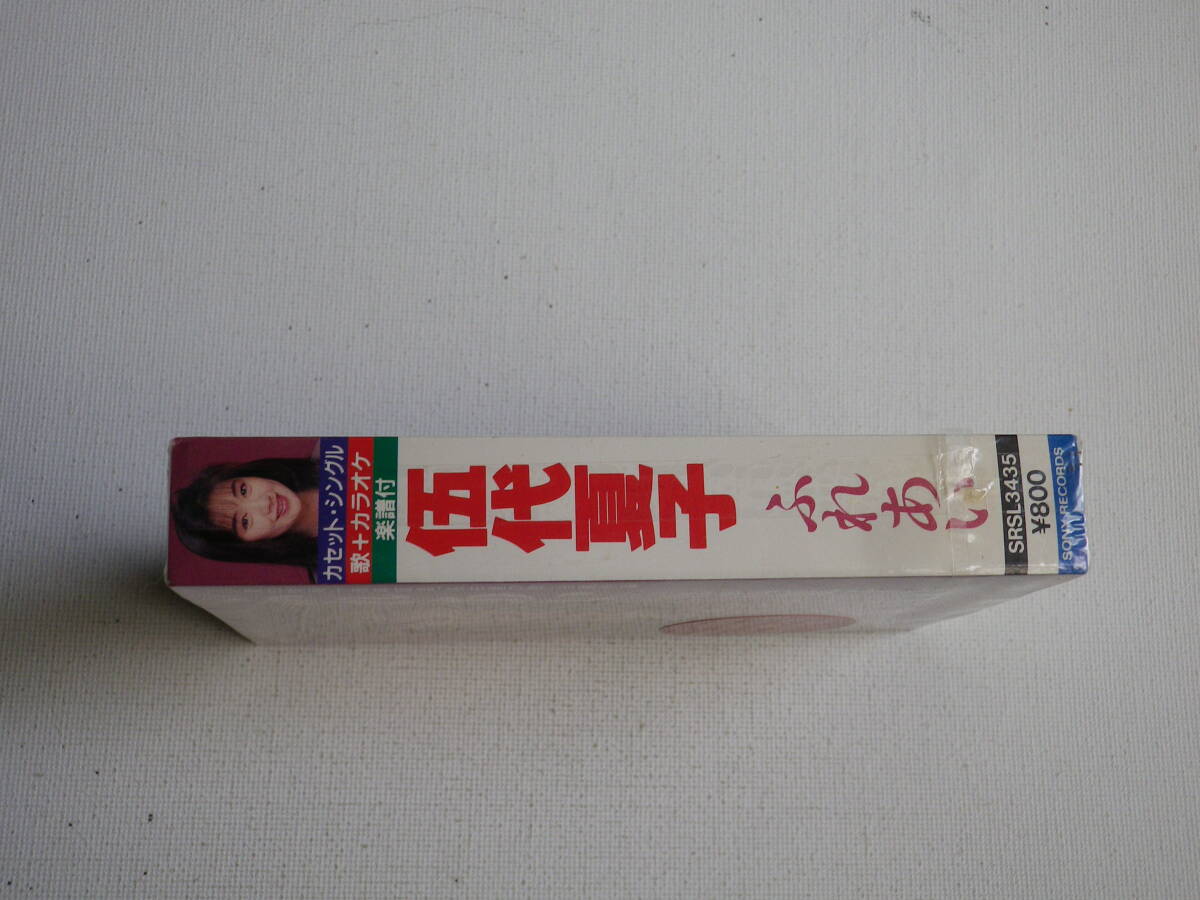 カセット・シングル
歌+カラオケ
楽譜付
伍代夏子
ふれあい
SRSL3435
¥800
SONY RECORDS